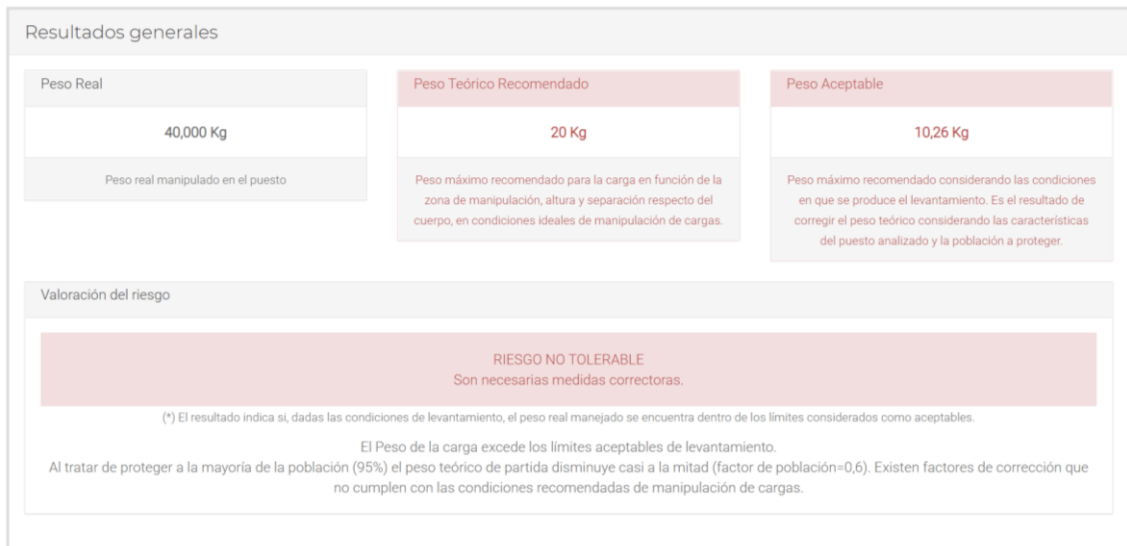 Resultados generales
Peso Real
40,000 Kg
Peso real manipulado en el puesto
Peso Teórico Recomendado
20 Kg
Peso máximo recomendado para la carga en función de la
zona de manipulación, altura y separación respecto del
cuerpo, en condiciones ideales de manipulación de cargas.
Peso Aceptable
10,26 Kg
Peso máximo recomendado considerando las condiciones
en que se produce el levantamiento. Es el resultado de
corregir el peso teórico considerando las características
del puesto analizado y la población a proteger.
Valoración del riesgo
RIESGO NO TOLERABLE
Son necesarias medidas correctoras.
(*) El resultado indica si, dadas las condiciones de levantamiento, el peso real manejado se encuentra dentro de los límites considerados como aceptables.
El Peso de la carga excede los límites aceptables de levantamiento.
Al tratar de proteger a la mayoría de la población (95%) el peso teórico de partida disminuye casi a la mitad (factor de población=0,6). Existen factores de corrección que
no cumplen con las condiciones recomendadas de manipulación de cargas.